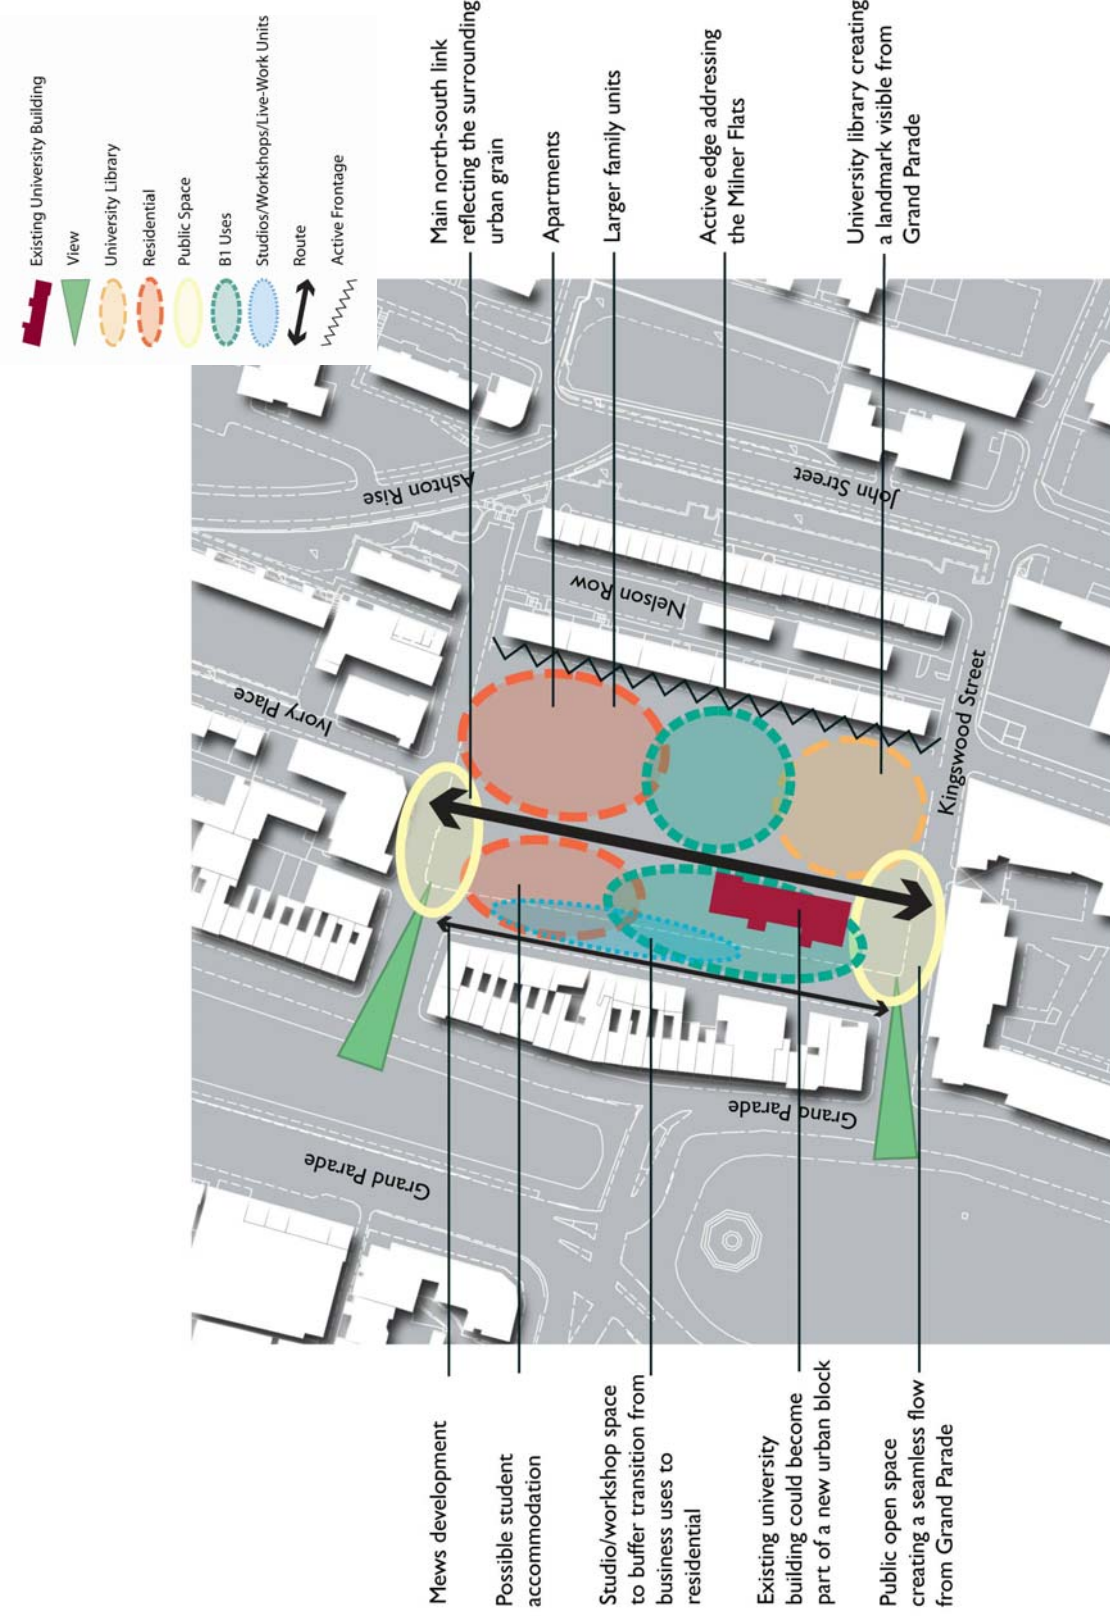 Existing University Building
View
University Library
Residential
Public Space
B1 Uses
Studios/Workshops/Live-Work Units
Route
Active Frontage
Main north-south link
reflecting the surrounding
urban grain
Apartments
Larger family units
Active edge addressing
the Milner Flats
University library creating
a landmark visible from
Grand Parade
Ashton Rise
John Street
Nelson Row
Ivory Place
Kingswood Street
Grand Parade
Grand Parade
Mews development
Possible student
accommodation
Studio/workshop space
to buffer transition from
business uses to
residential
Existing university
building could become
part of a new urban block
Public open space
creating a seamless flow
from Grand Parade